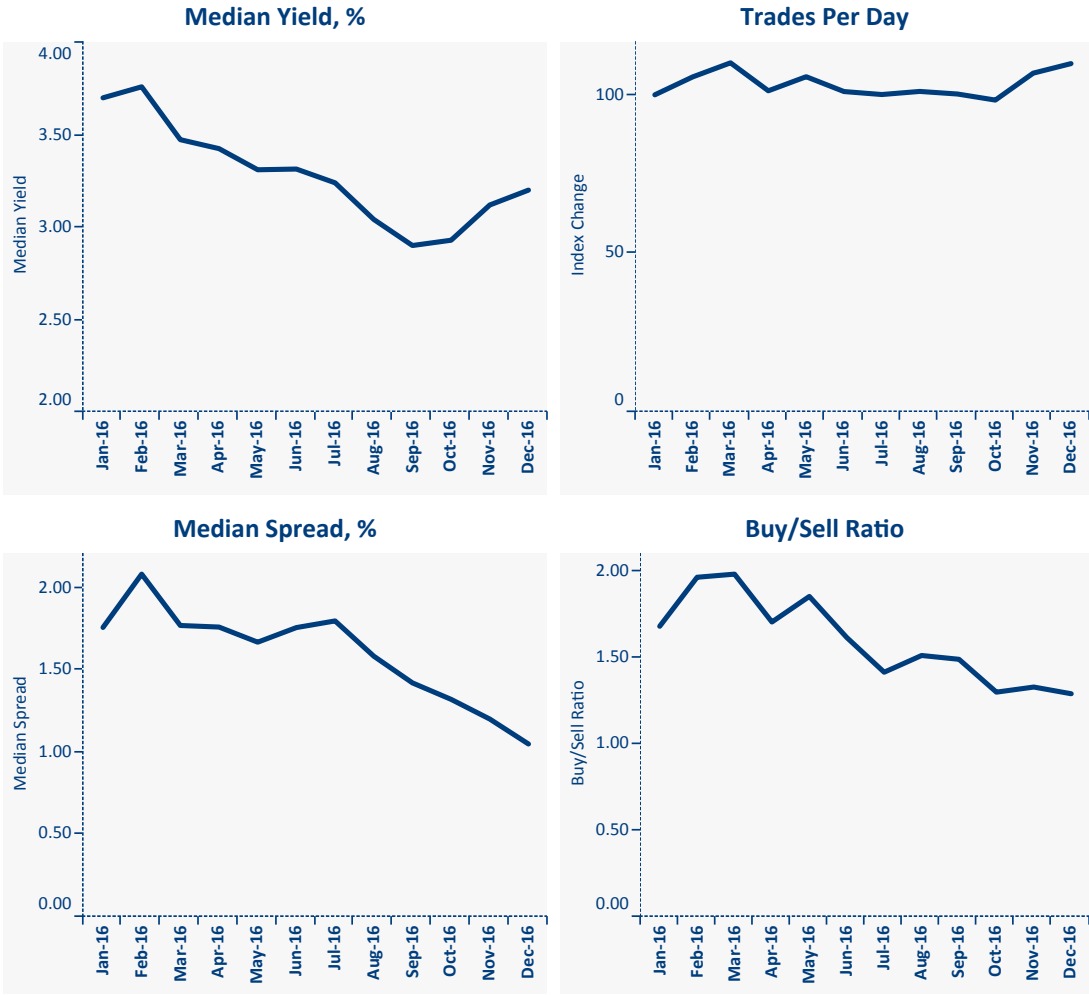 Median Yield, %
Median Yield
4.00
3.50
3.00
2.50
2.00
Jan-16
Feb-16
Mar-16
Apr-16
May-16
Jun-16
Jul-16
Aug-16
Sep-16
Oct-16
Nov-16
Dec-16
Trades Per Day
Index Change
100
50
0
Jan-16
Feb-16
Mar-16
Apr-16
May-16
Jun-16
Jul-16
Aug-16
Sep-16
Oct-16
Nov-16
Dec-16
Median Spread, %
Median Spread
2.00
1.50
1.00
0.50
0.00
Jan-16
Feb-16
Mar-16
Apr-16
May-16
Jun-16
Jul-16
Aug-16
Sep-16
Oct-16
Nov-16
Dec-16
Buy/Sell Ratio
Buy/Sell Ratio
2.00
1.50
1.00
0.50
0.00
Jan-16
Feb-16
Mar-16
Apr-16
May-16
Jun-16
Jul-16
Aug-16
Sep-16
Oct-16
Nov-16
Dec-16